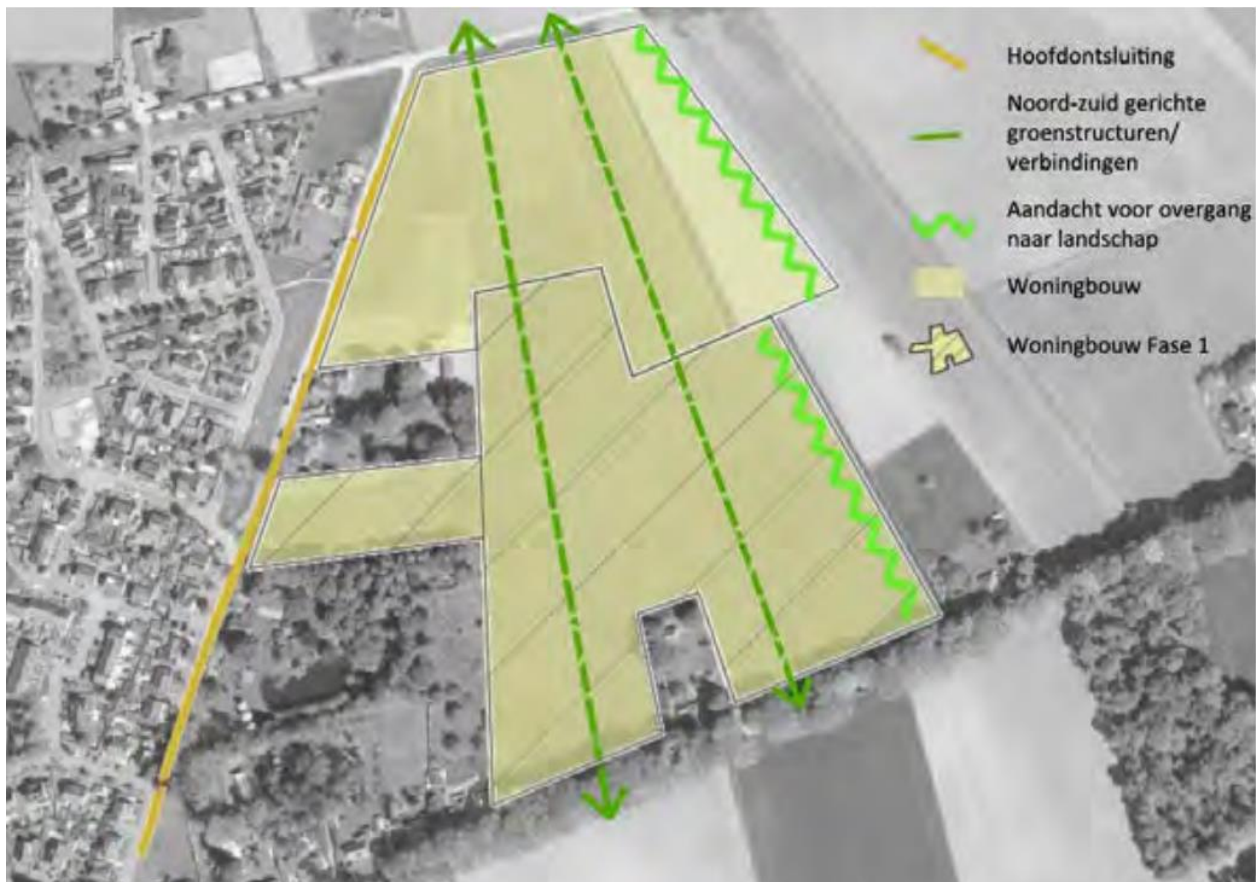 Hoofdontsluiting
Noord-zuid gerichte
groenstructuren/
verbindingen
Aandacht voor overgang
naar landschap
Woningbouw
Woningbouw Fase 1